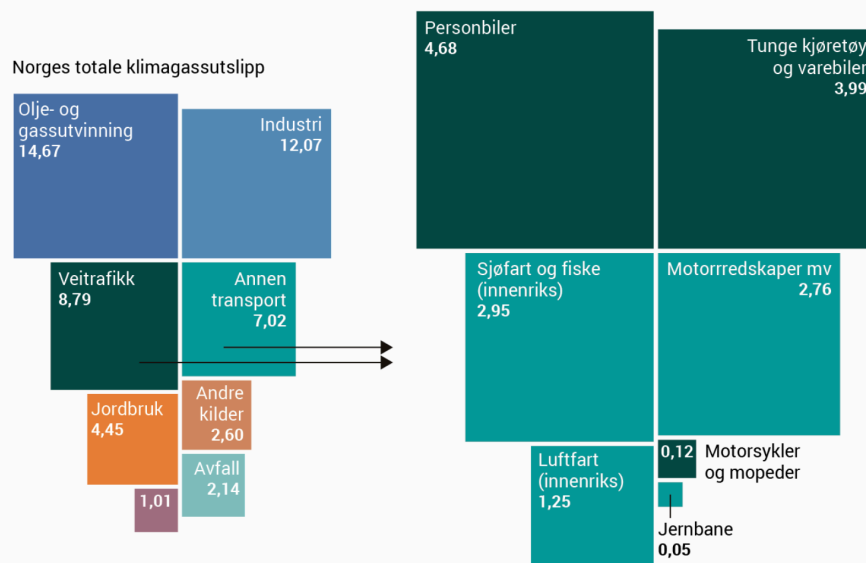 Norges totale klimagassutslipp
Olje- og
gassutvinning
14,67
Industri
12,07
Veitrafikk
8,79
Annen
transport
7,02
Jordbruk
4,45
Andre
kilder
2,60
Avfall
2,14
1,01
Personbiler
4,68
Tunge kjøretøy
og varebiler
3,99
Sjøfart og fiske
(innenriks)
2,95
Motorrredskaper mv
2,76
Luftfart
(innenriks)
1,25
0,12
Motorsykler
og mopeder
Jernbane
0,05